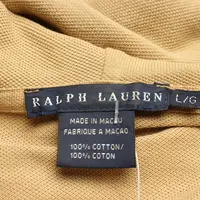 RALPH LAUREN L/G
MADE IN MACAU
FABRIQUE A MACAO
100% COTTON/
100% COTON